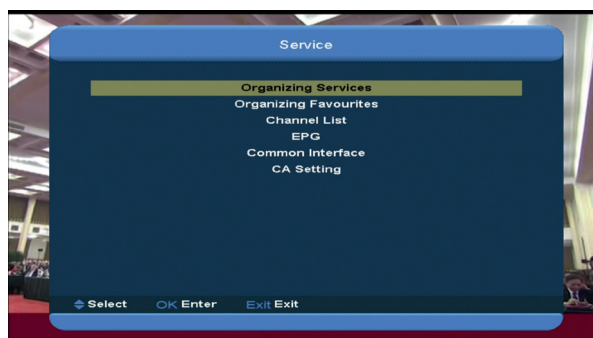 Service
Organizing Services
Organizing Favourites
Channel List
EPG
Common Interface
CA Setting
Select OK Enter Exit Exit